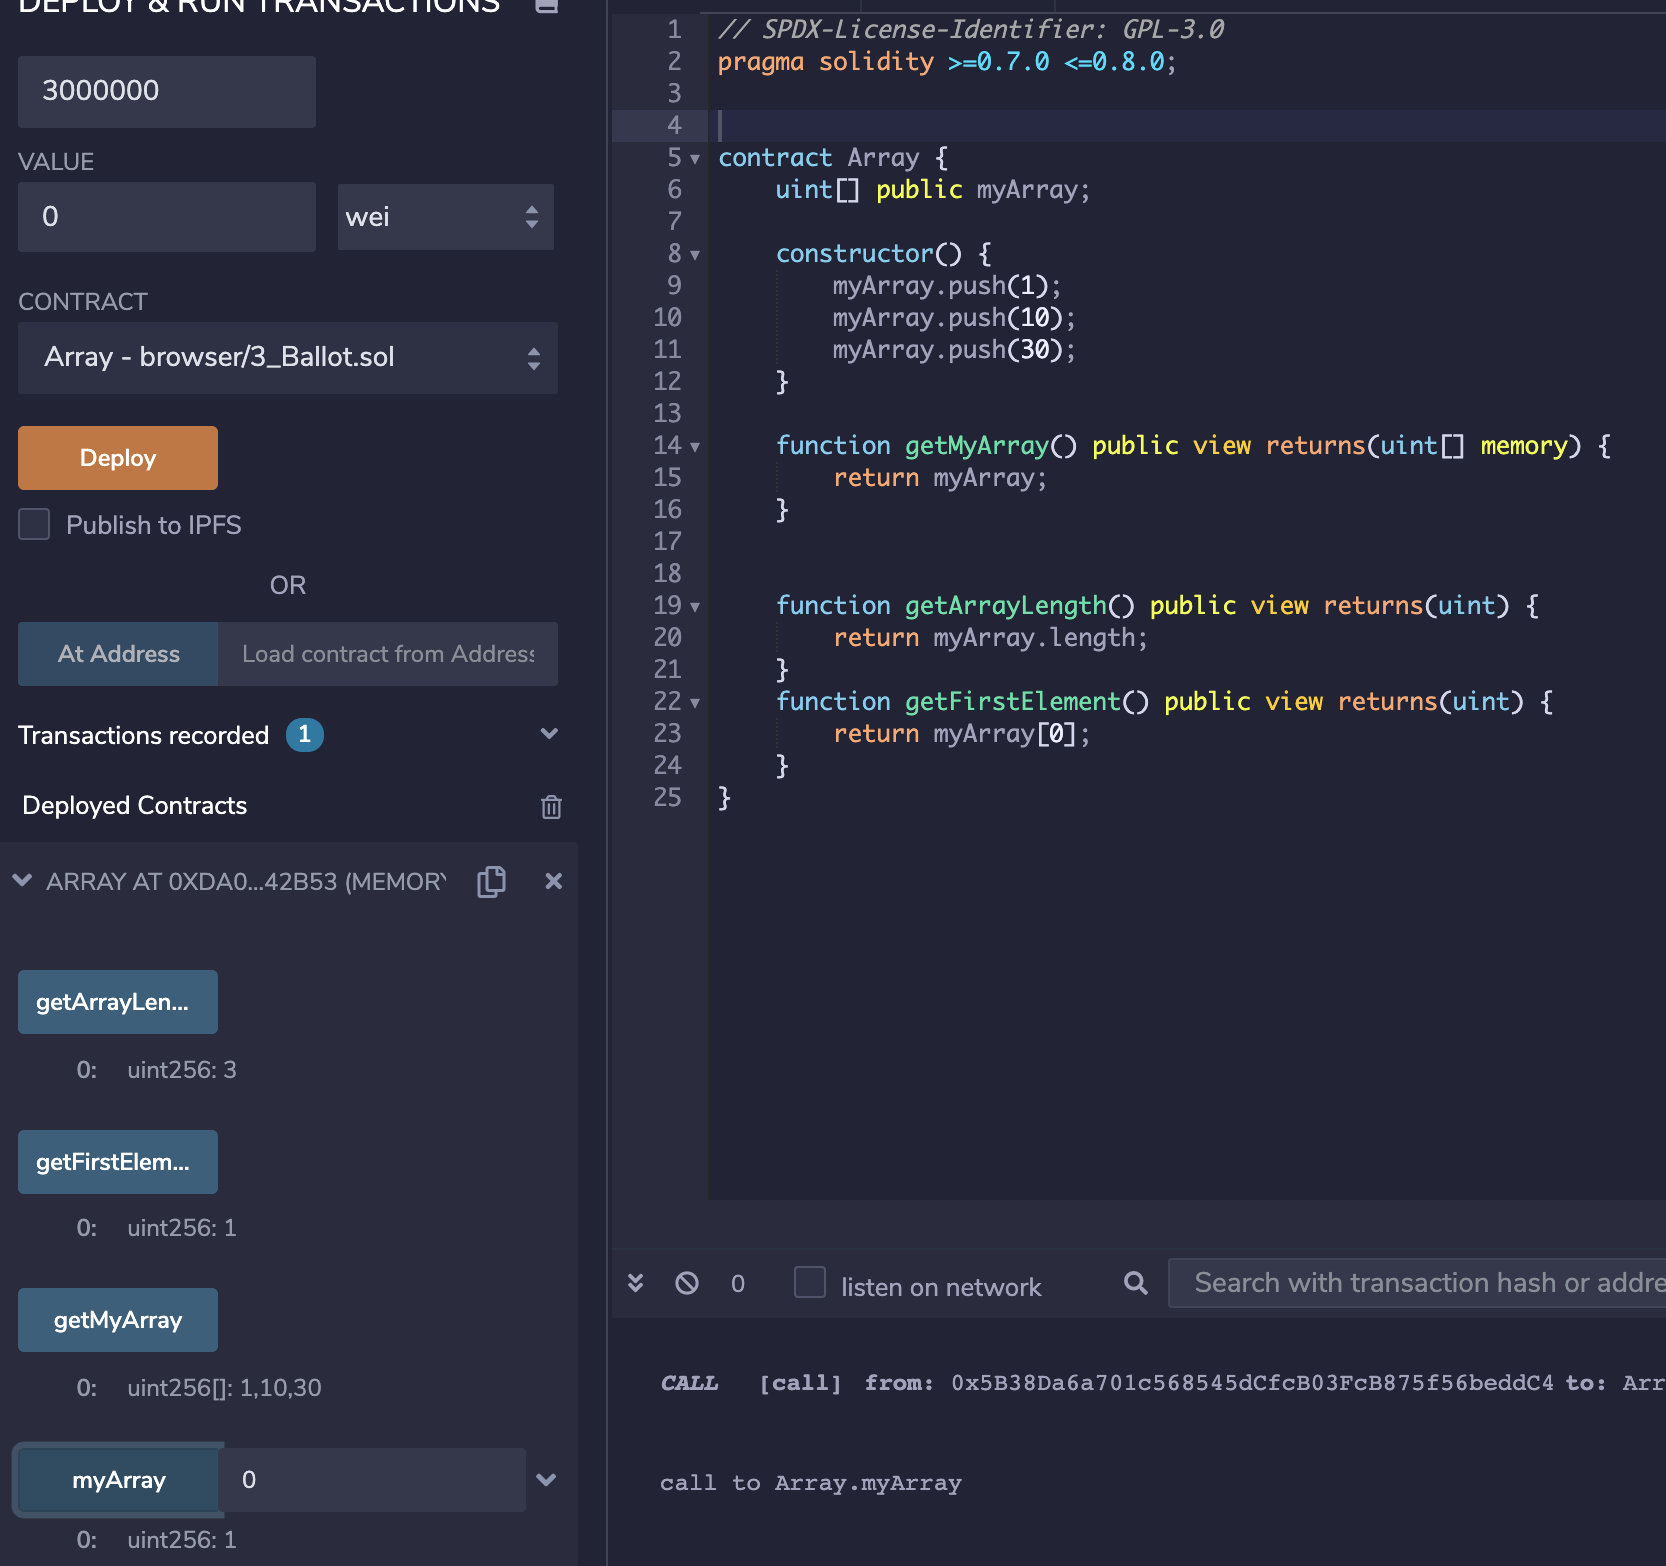 DEPLOY & RUN TRANSACTIONS
3000000
VALUE
0
wei
CONTRACT
Array - browser/3_Ballot.sol
Deploy
Publish to IPFS
OR
At Address
Load contract from Address
Transactions recorded 1
Deployed Contracts
ARRAY AT 0XDA0...42B53 (MEMORY
getArrayLen...
0: uint256: 3
getFirstElem...
0: uint256: 1
getMyArray
0: uint256[]: 1,10,30
myArray
0
0: uint256: 1
1 // SPDX-License-Identifier: GPL-3.0
2 pragma solidity >=0.7.0 <=0.8.0;
3
4
5 contract Array {
6 uint[] public myArray;
7
8 constructor() {
9 myArray.push(1);
10 myArray.push(10);
11 myArray.push(30);
12 }
13
14 function getMyArray() public view returns(uint[] memory) {
15 return myArray;
16 }
17
18
19 function getArrayLength() public view returns(uint) {
20 return myArray.length;
21 }
22 function getFirstElement() public view returns(uint) {
23 return myArray[0];
24 }
25 }
0
listen on network
Search with transaction hash or addre
CALL [call] from: 0x5B38Da6a701c568545dCfcB03FcB875f56beddC4 to: Arr
call to Array.myArray